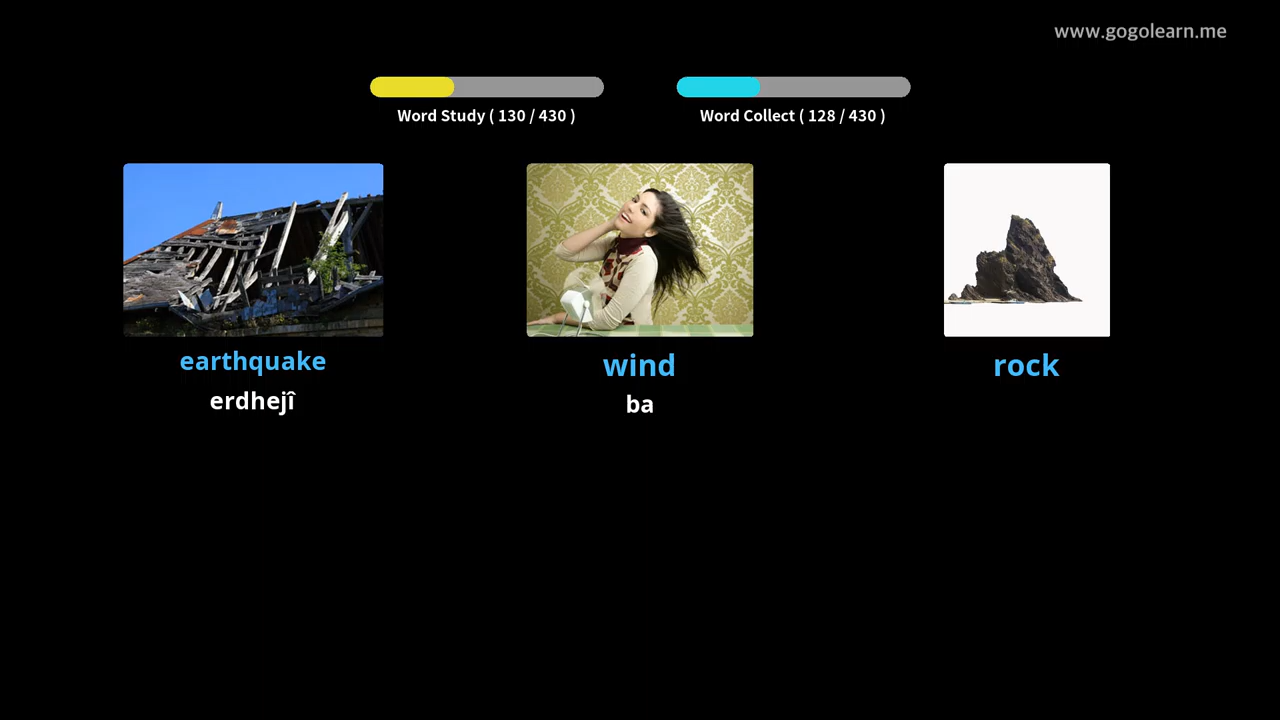 www.gogolearn.me
Word Study ( 130 / 430 )
Word Collect ( 128 / 430 )
earthquake
wind
rock
erdhejî
ba